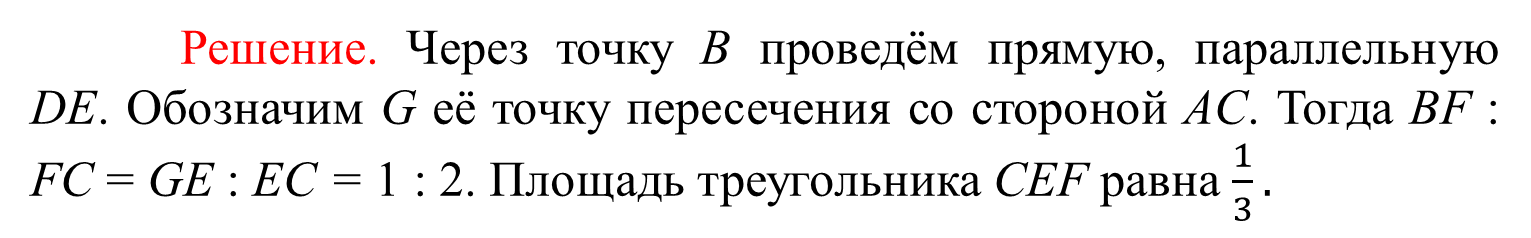 Решение. Через точку B проведём прямую, параллельную
DE. Обозначим G её точку пересечения со стороной AC. Тогда BF :
FC = GE : EC = 1 : 2. Площадь треугольника CEF равна 1/3.